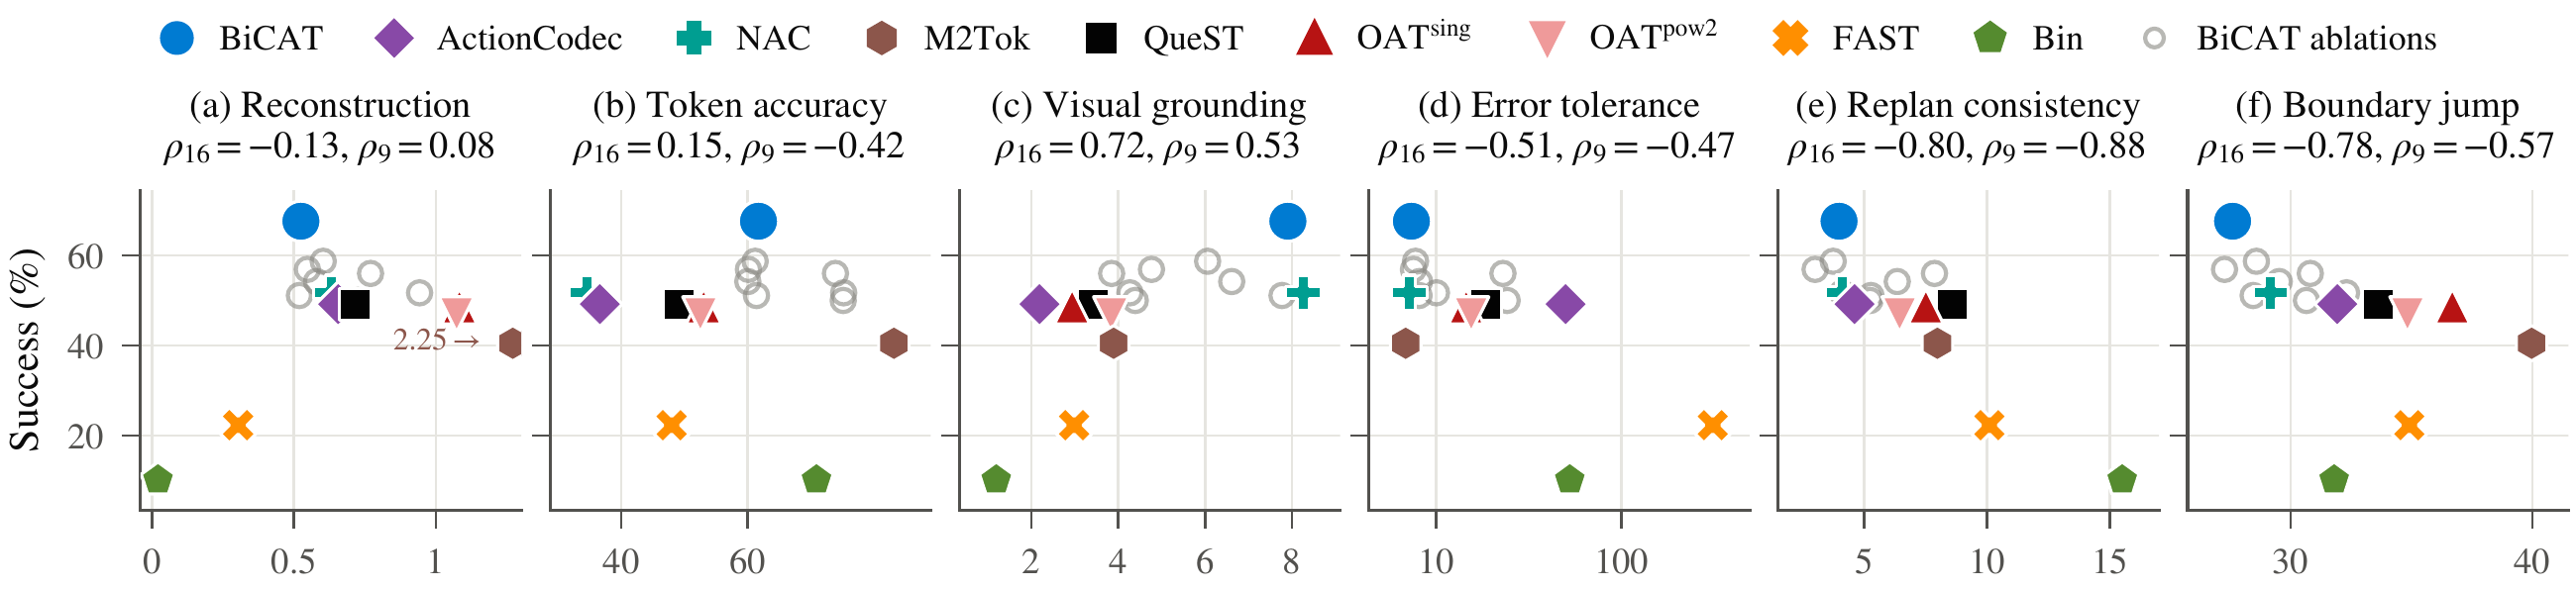 BiCAT ActionCodec NAC M2Tok QueST OATsing OATpow2 FAST Bin BiCAT ablations
(a) Reconstruction
ρ16 = −0.13, ρ9 = 0.08
(b) Token accuracy
ρ16 = 0.15, ρ9 = −0.42
(c) Visual grounding
ρ16 = 0.72, ρ9 = 0.53
(d) Error tolerance
ρ16 = −0.51, ρ9 = −0.47
(e) Replan consistency
ρ16 = −0.80, ρ9 = −0.88
(f) Boundary jump
ρ16 = −0.78, ρ9 = −0.57
Success (%)
60
40
20
2.25 →
0 0.5 1
40 60
2 4 6 8
10 100
5 10 15
30 40